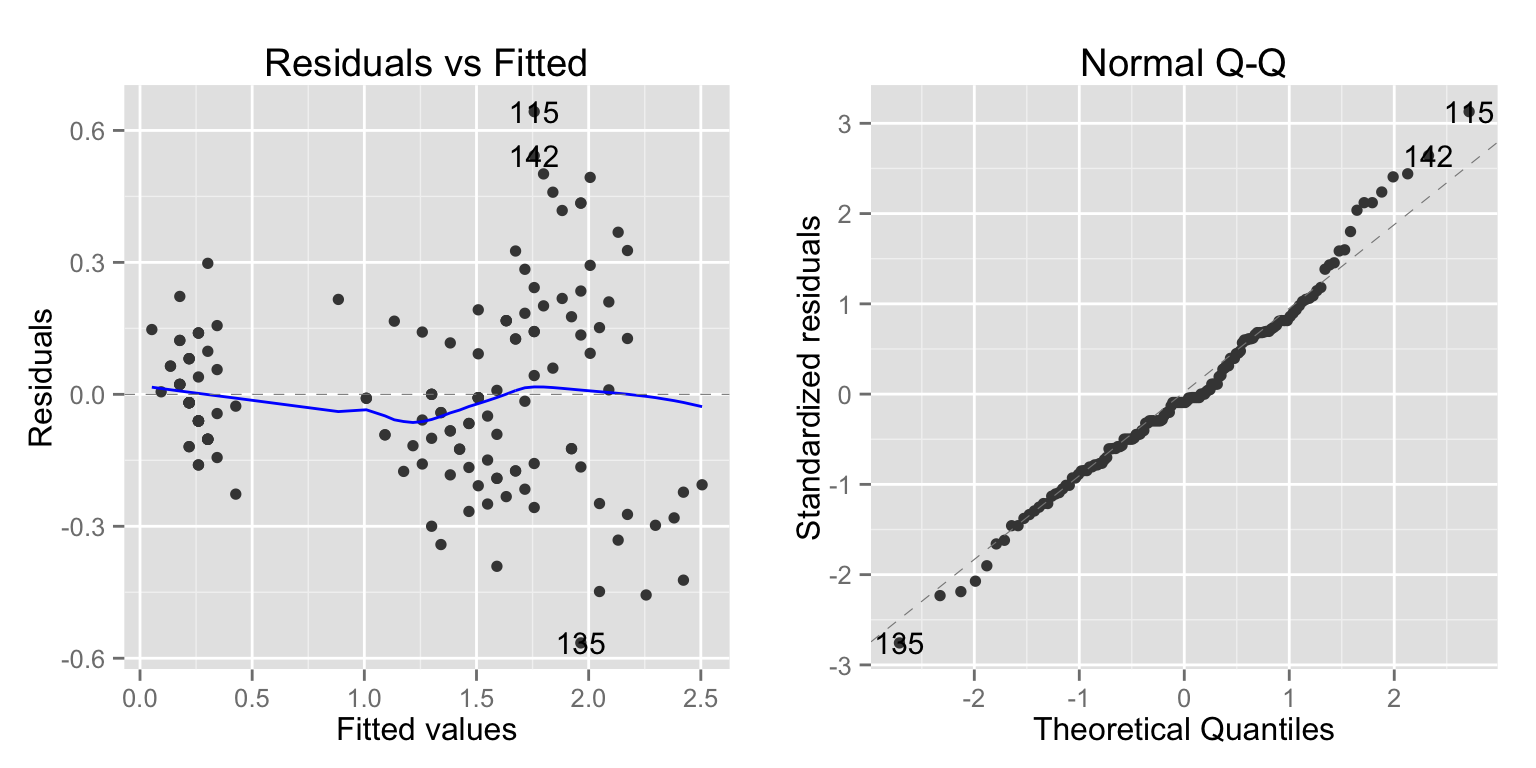 Residuals vs Fitted
115
142
135
0.6
0.3
0.0
-0.3
-0.6
0.0 0.5 1.0 1.5 2.0 2.5
Residuals
Fitted values
Normal Q-Q
115
142
135
3
2
1
0
-1
-2
-3
-2 -1 0 1 2
Standardized residuals
Theoretical Quantiles